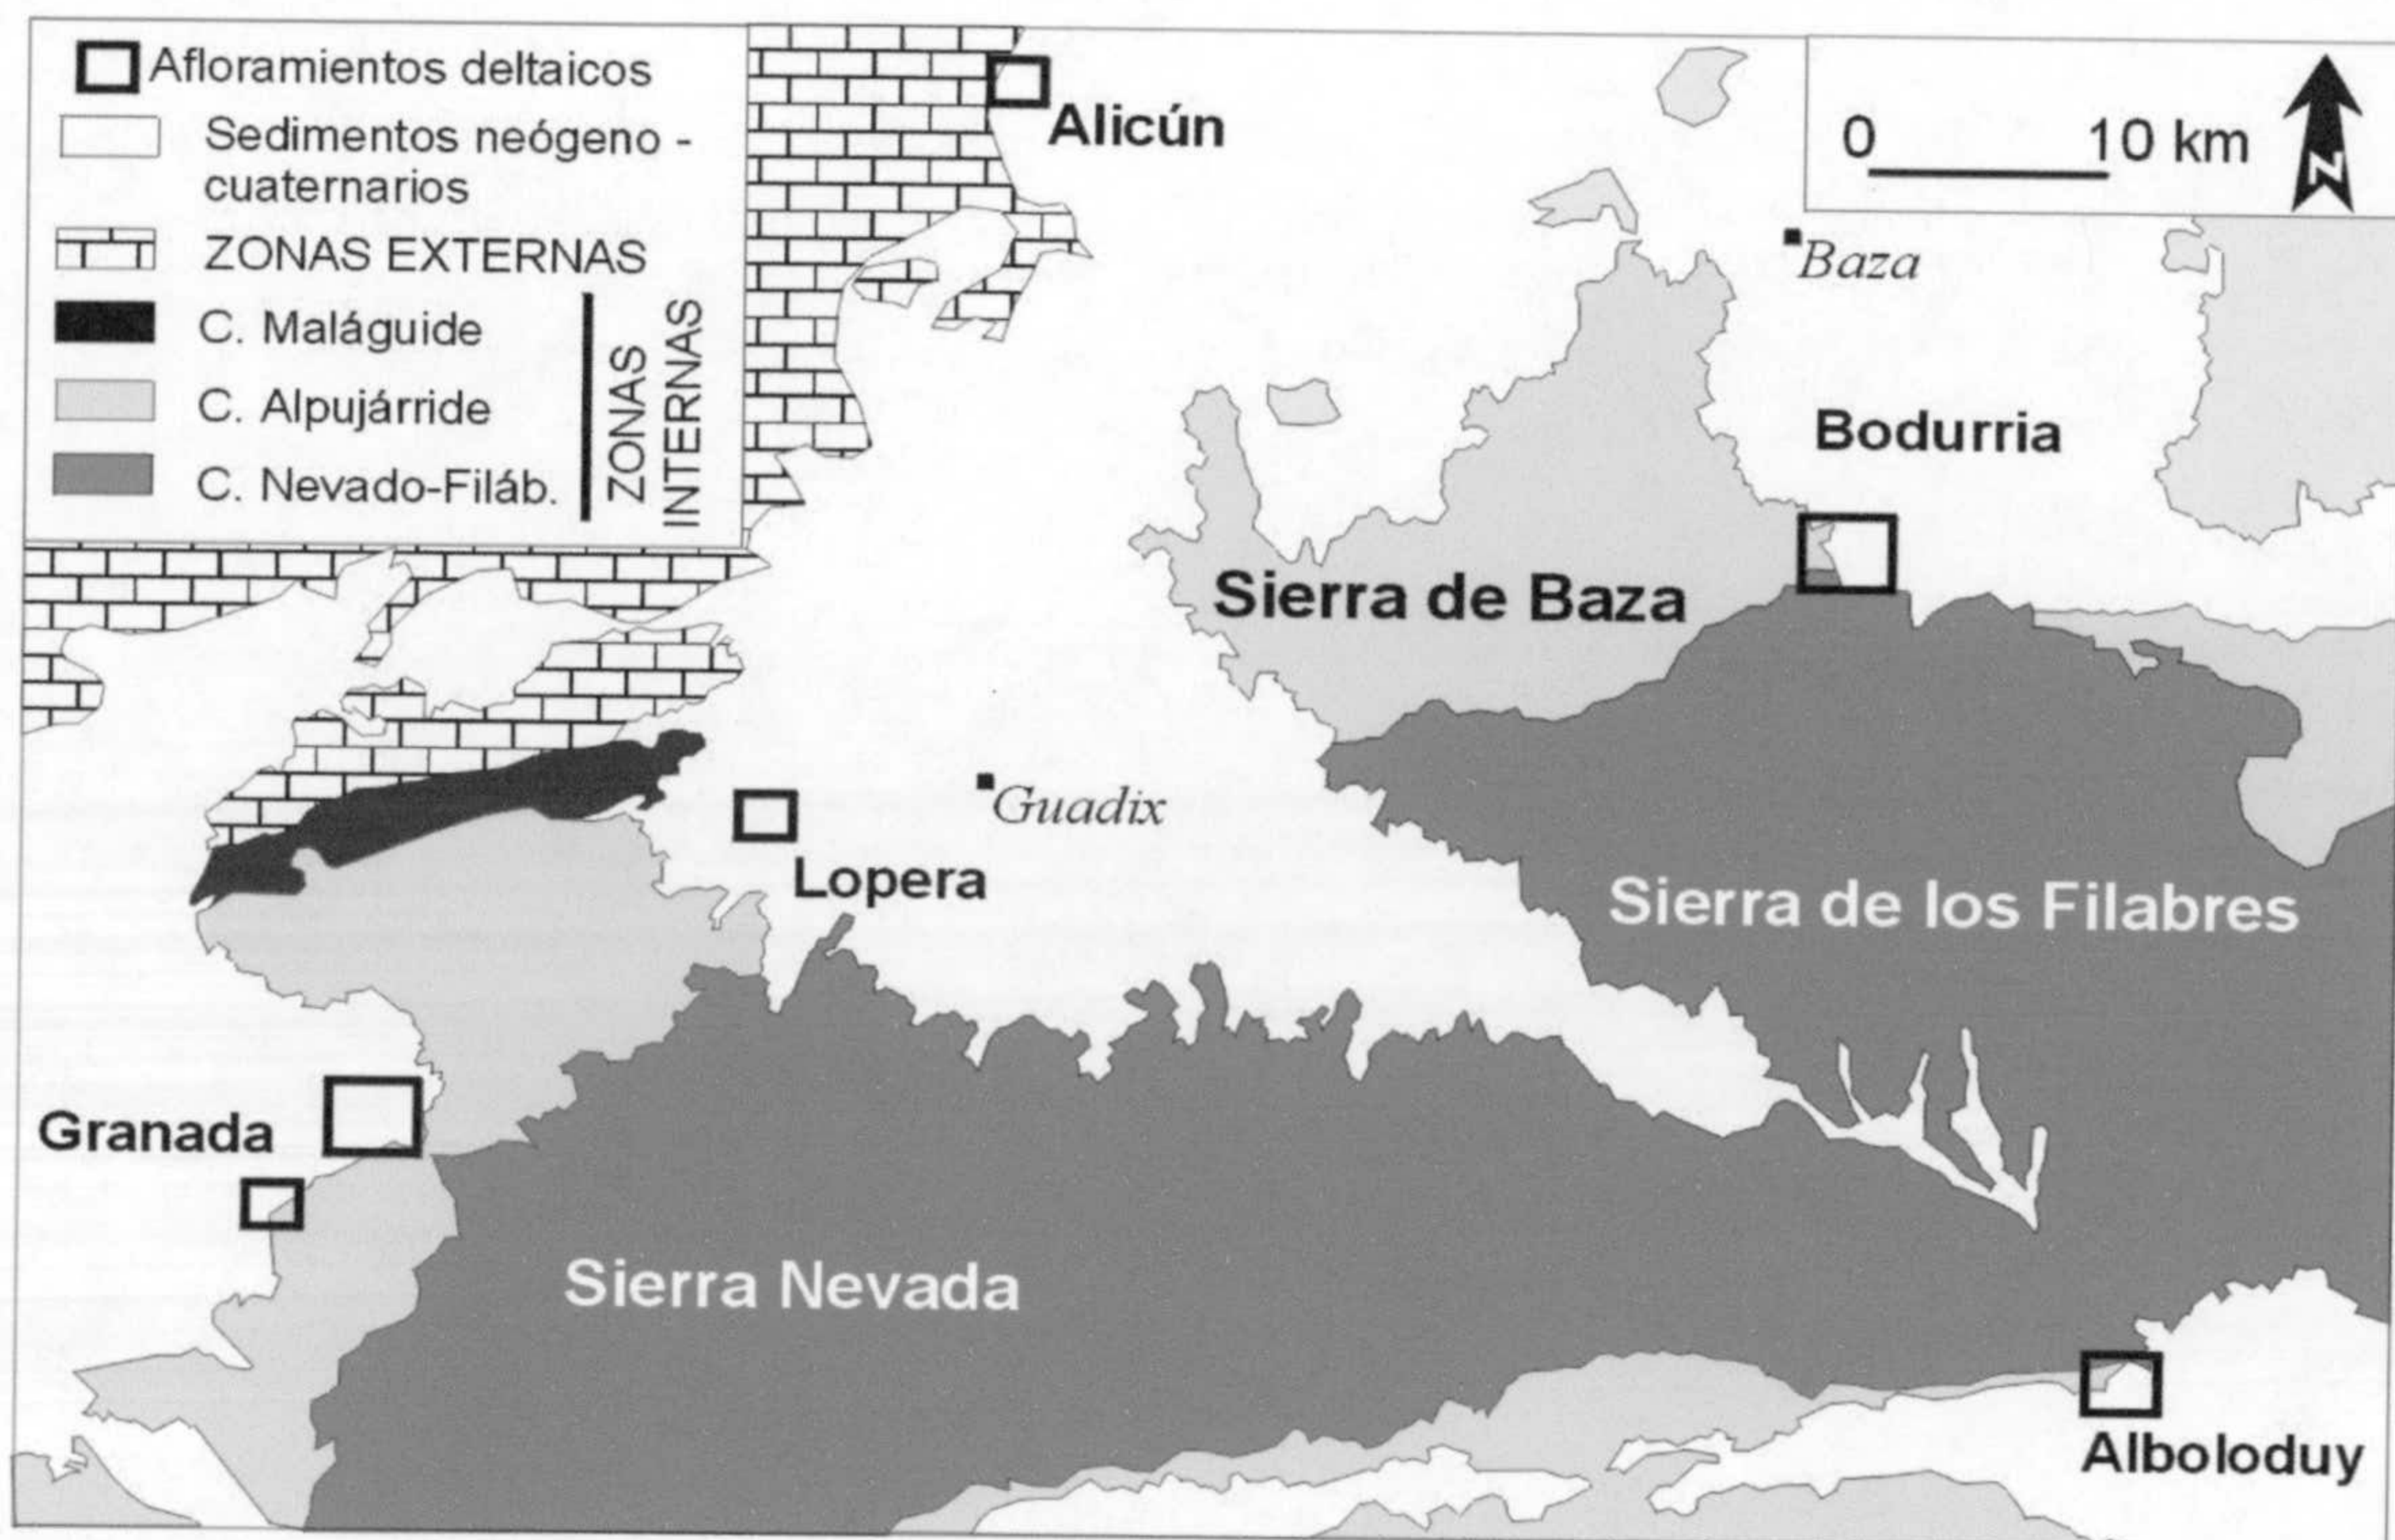 Afloramientos deltaicos
Sedimentos neógeno -
cuaternarios
ZONAS EXTERNAS
C. Maláguide
C. Alpujárride
C. Nevado-Filáb.
ZONAS
INTERNAS
Alicún
0 10 km
N
Baza
Bodurria
Sierra de Baza
Guadix
Lopera
Sierra de los Filabres
Granada
Sierra Nevada
Alboloduy